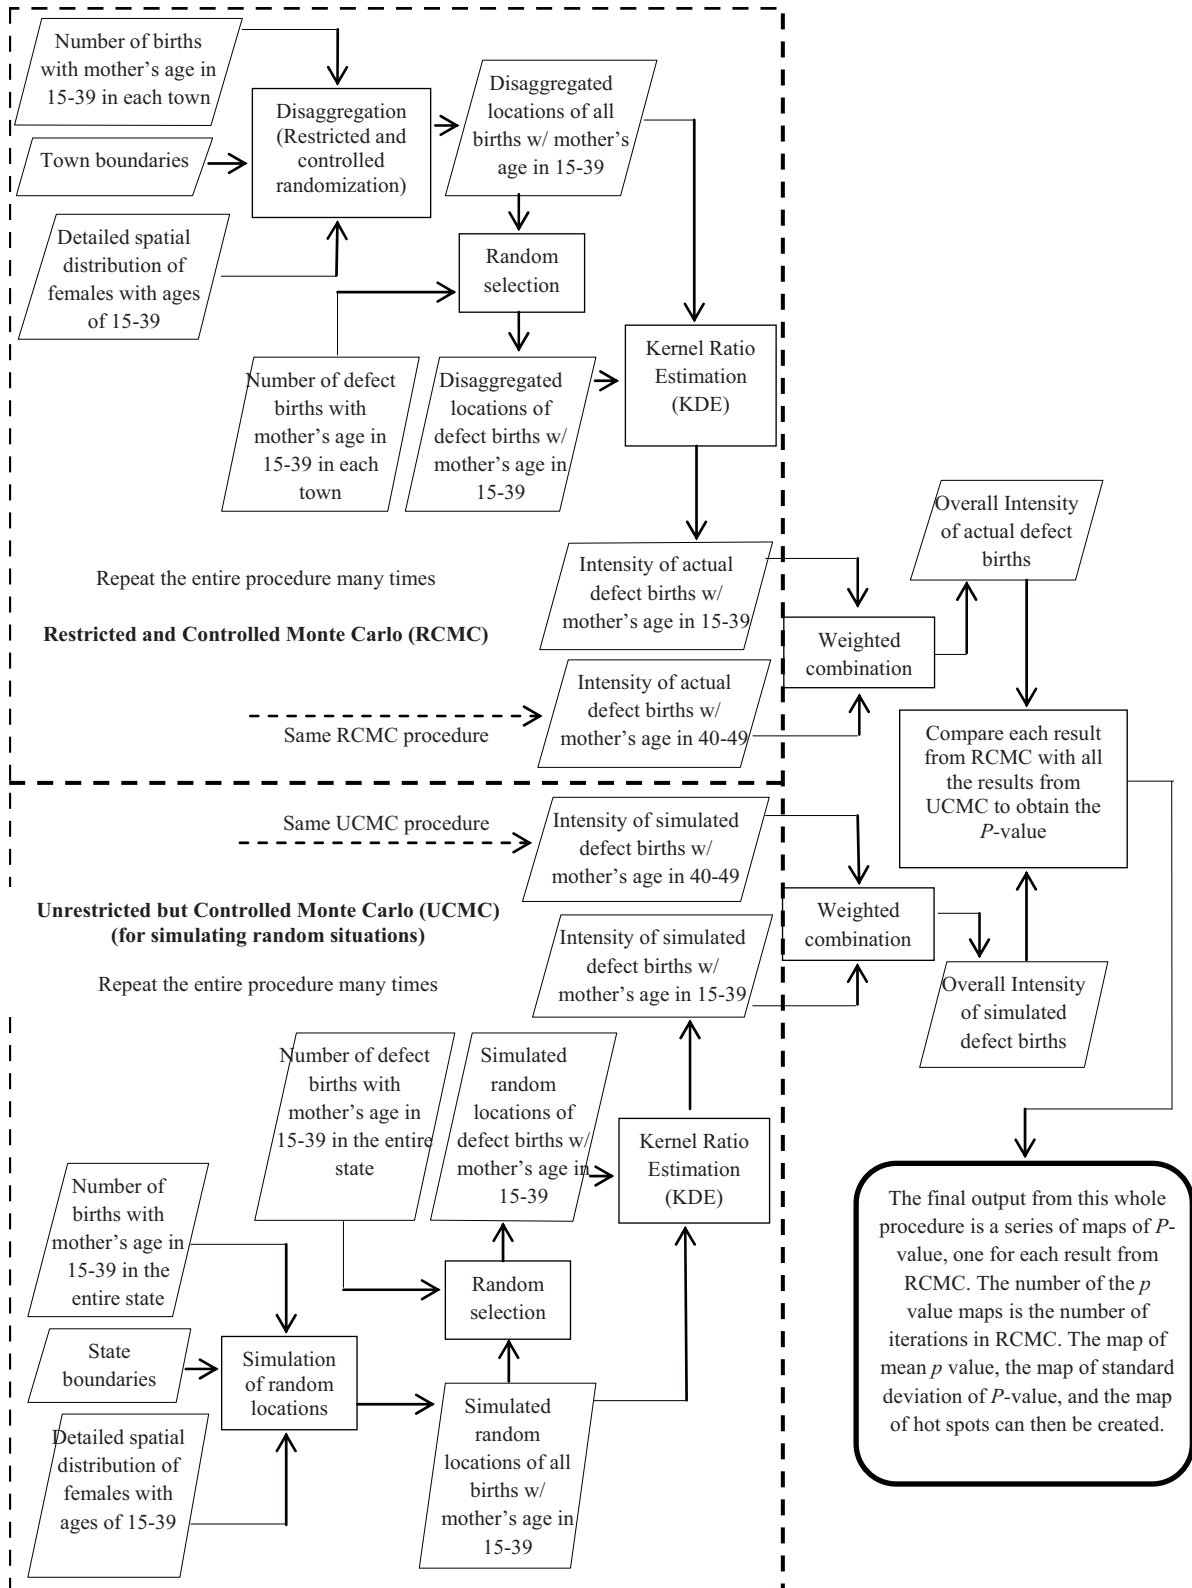 Number of births
with mother's age in
15-39 in each town
Town boundaries
Detailed spatial
distribution of
females with ages
of 15-39
Disaggregation
(Restricted and
controlled
randomization)
Disaggregated
locations of all
births w/ mother's
age in 15-39
Random
selection
Number of defect
births with
mother's age in
15-39 in each
town
Disaggregated
locations of
defect births w/
mother's age in
15-39
Kernel Ratio
Estimation
(KDE)
Repeat the entire procedure many times
Restricted and Controlled Monte Carlo (RCMC)
Intensity of actual
defect births w/
mother's age in 15-39
Same RCMC procedure
Intensity of actual
defect births w/
mother's age in 40-49
Weighted
combination
Overall Intensity
of actual defect
births
Compare each result
from RCMC with all
the results from
UCMC to obtain the
P-value
Same UCMC procedure
Intensity of simulated
defect births w/
mother's age in 40-49
Unrestricted but Controlled Monte Carlo (UCMC)
(for simulating random situations)
Repeat the entire procedure many times
Intensity of simulated
defect births w/
mother's age in 15-39
Weighted
combination
Overall Intensity
of simulated
defect births
Number of defect
births with
mother's age in
15-39 in the entire
state
Simulated
random
locations of
defect births w/
mother's age in
15-39
Kernel Ratio
Estimation
(KDE)
Number of
births with
mother's age in
15-39 in the
entire state
State
boundaries
Detailed spatial
distribution of
females with
ages of 15-39
Simulation
of random
locations
Random
selection
Simulated
random
locations of all
births w/
mother's age in
15-39
The final output from this whole
procedure is a series of maps of P-
value, one for each result from
RCMC. The number of the p
value maps is the number of
iterations in RCMC. The map of
mean p value, the map of standard
deviation of P-value, and the map
of hot spots can then be created.